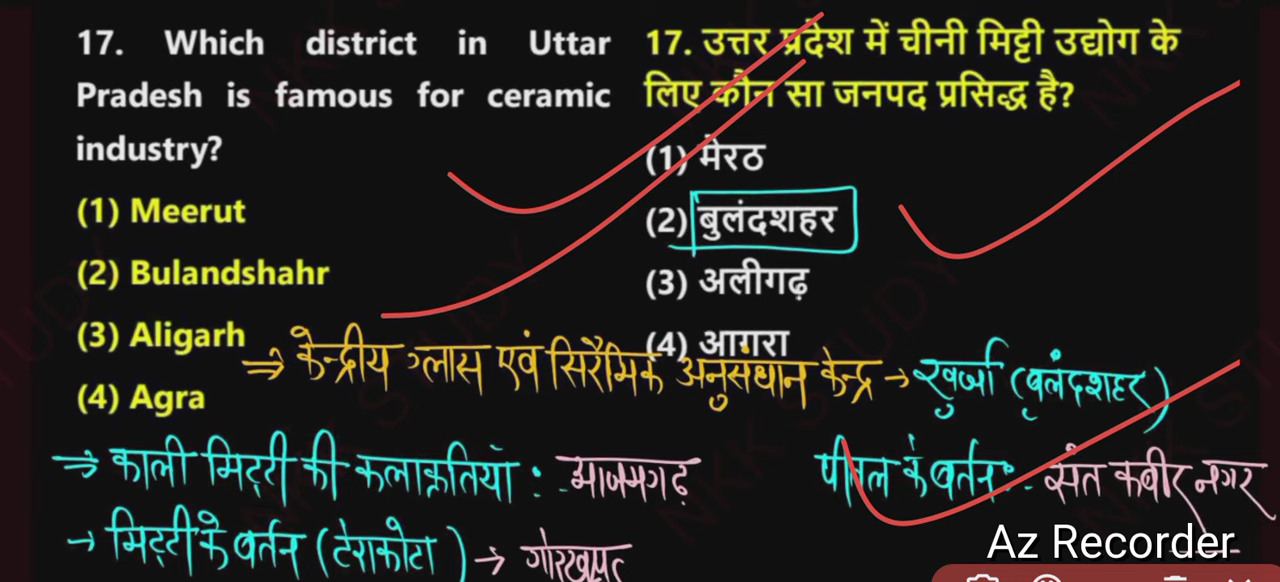 17. Which district in Uttar
Pradesh is famous for ceramic
industry?
(1) Meerut
(2) Bulandshahr
(3) Aligarh
(4) Agra
17. उत्तर प्रदेश में चीनी मिट्टी उद्योग के
लिए कौन सा जनपद प्रसिद्ध है?
(1) मेरठ
(2) बुलंदशहर
(3) अलीगढ़
(4) आगरा
⇒ केन्द्रीय ग्लास एवं सिरैमिक अनुसंधान केन्द्र → खुर्जा (बुलंदशहर)
⇒ काली मिट्टी की कलाकृतियां : आजमगढ़
पीतल के बर्तन : संत कबीर नगर
→ मिट्टी के बर्तन (टेराकोटा) → गोरखपुर
Az Recorder